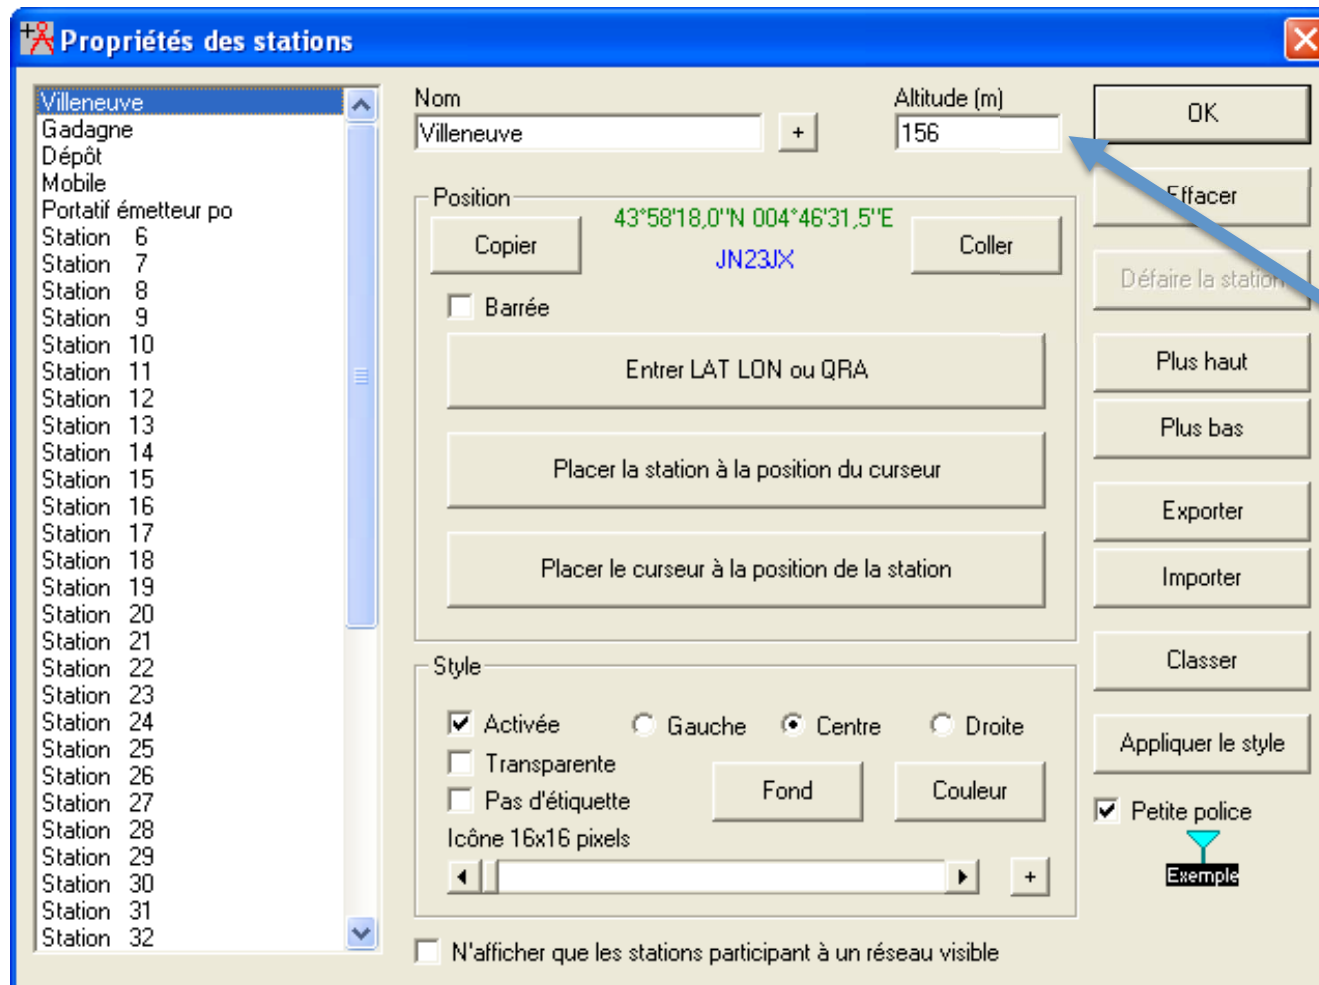 Propriétés des stations
Villeneuve
Gadagne
Dépôt
Mobile
Portatif émetteur po
Station 6
Station 7
Station 8
Station 9
Station 10
Station 11
Station 12
Station 13
Station 14
Station 15
Station 16
Station 17
Station 18
Station 19
Station 20
Station 21
Station 22
Station 23
Station 24
Station 25
Station 26
Station 27
Station 28
Station 29
Station 30
Station 31
Station 32
Nom
Villeneuve
+
Altitude (m)
156
Position
Copier
43°58'18,0''N 004°46'31,5''E
JN23JX
Coller
Barrée
Entrer LAT LON ou QRA
Placer la station à la position du curseur
Placer le curseur à la position de la station
Style
Activée
Gauche
Centre
Droite
Transparente
Pas d'étiquette
Fond
Couleur
Icône 16x16 pixels
+
N'afficher que les stations participant à un réseau visible
OK
Effacer
Défaire la station
Plus haut
Plus bas
Exporter
Importer
Classer
Appliquer le style
Petite police
Exemple